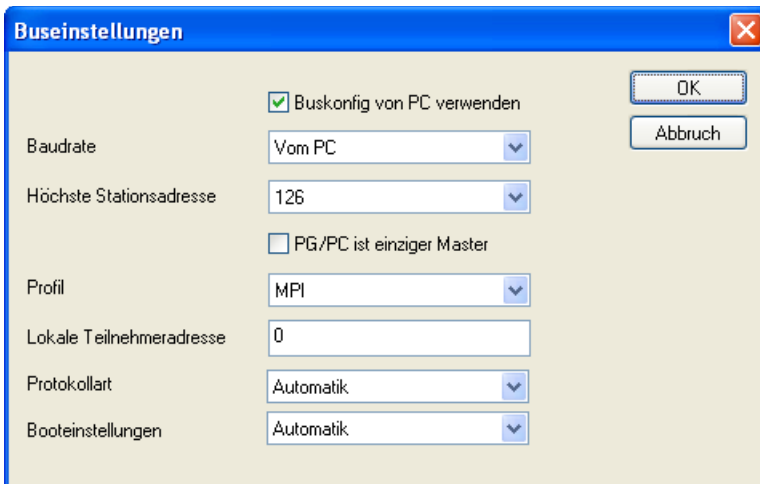 Buseinstellungen
Buskonfig von PC verwenden
OK
Baudrate
Vom PC
Abbruch
Höchste Stationsadresse
126
PG/PC ist einziger Master
Profil
MPI
Lokale Teilnehmeradresse
0
Protokollart
Automatik
Booteinstellungen
Automatik